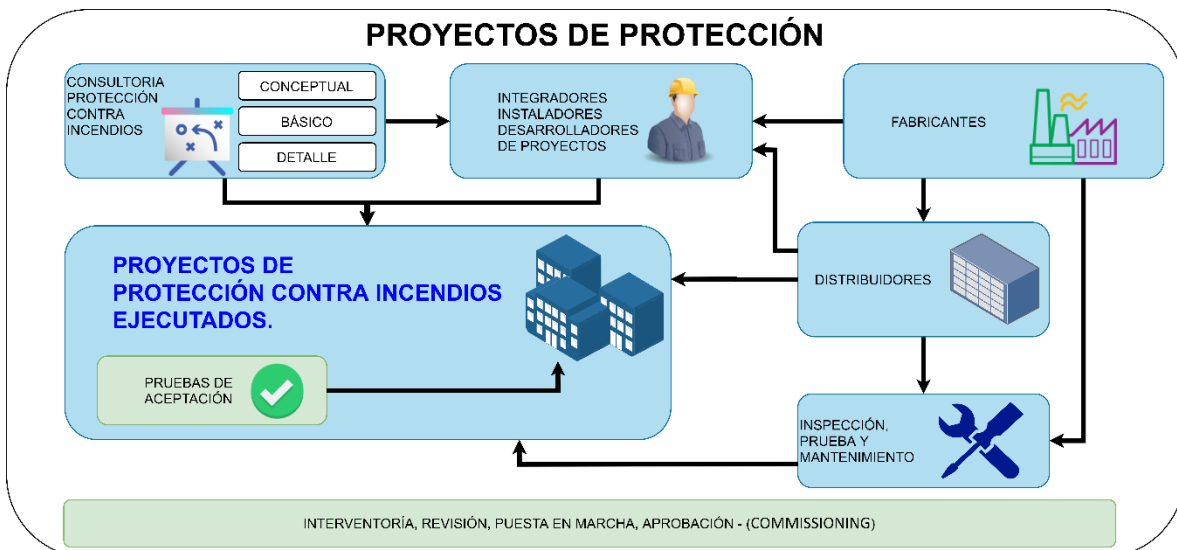 PROYECTOS DE PROTECCIÓN
CONSULTORIA
PROTECCIÓN
CONTRA
INCENDIOS
CONCEPTUAL
BÁSICO
DETALLE
INTEGRADORES
INSTALADORES
DESARROLLADORES
DE PROYECTOS
FABRICANTES
PROYECTOS DE
PROTECCIÓN CONTRA INCENDIOS
EJECUTADOS.
DISTRIBUIDORES
PRUEBAS DE
ACEPTACIÓN
INSPECCIÓN,
PRUEBA Y
MANTENIMIENTO
INTERVENTORÍA, REVISIÓN, PUESTA EN MARCHA, APROBACIÓN - (COMMISSIONING)